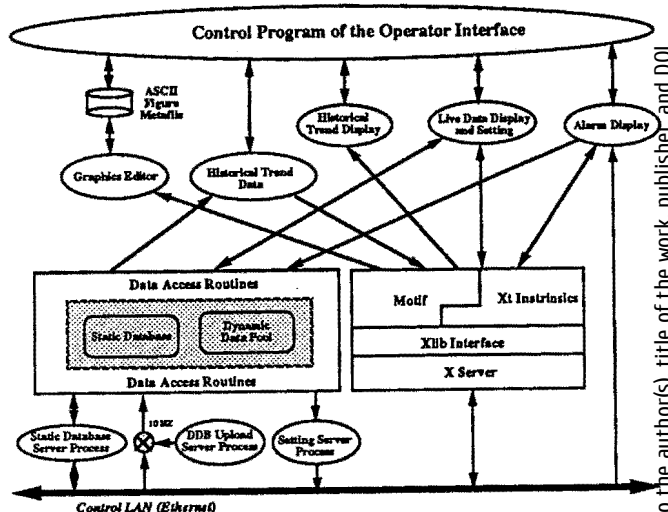 Control Program of the Operator Interface
ASCII
Figure
Metafile
Historical
Trend Display
Live Data Display
and Setting
Alarm Display
Graphics Editor
Historical Trend
Data
Data Access Routines
Static Database
Dynamic
Data Pool
Data Access Routines
Motif
Xt Instrinsics
Xlib Interface
X Server
Static Database
Server Process
10 HZ
DDB Upload
Server Process
Setting Server
Process
Control LAN (Ethernet)
o the author(s), title of the work, publisher, and DOI